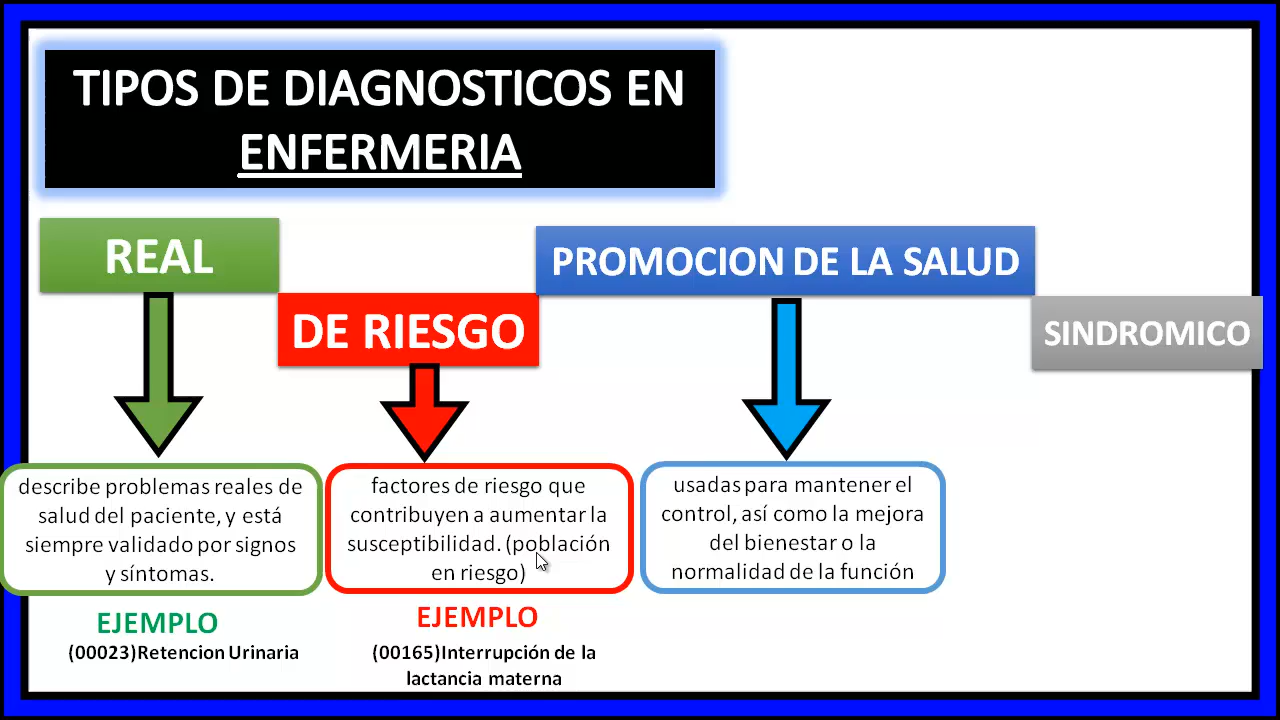 TIPOS DE DIAGNOSTICOS EN
ENFERMERIA
REAL
DE RIESGO
PROMOCION DE LA SALUD
SINDROMICO
describe problemas reales de
salud del paciente, y está
siempre validado por signos
y síntomas.
EJEMPLO
(00023)Retencion Urinaria
factores de riesgo que
contribuyen a aumentar la
susceptibilidad. (población
en riesgo)
EJEMPLO
(00165)Interrupción de la
lactancia materna
usadas para mantener el
control, así como la mejora
del bienestar o la
normalidad de la función